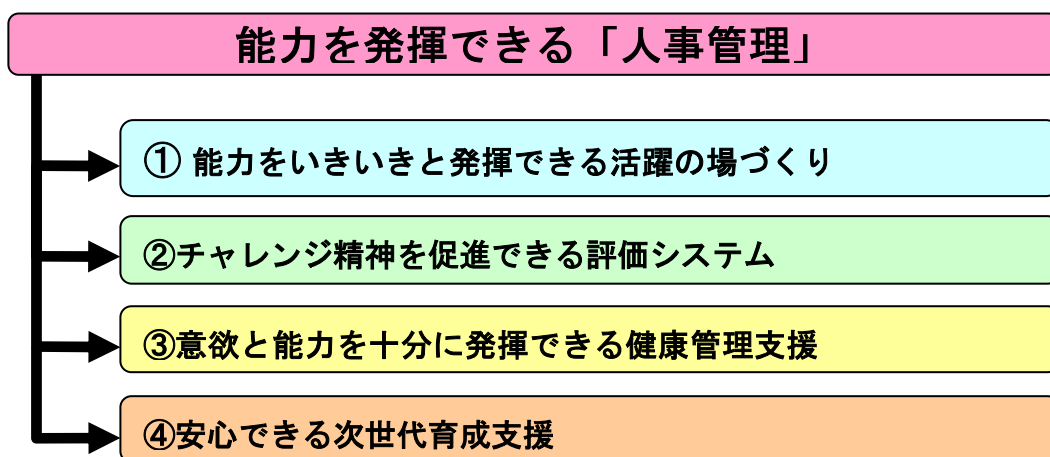 能力を発揮できる「人事管理」
① 能力をいきいきと発揮できる活躍の場づくり
②チャレンジ精神を促進できる評価システム
③意欲と能力を十分に発揮できる健康管理支援
④安心できる次世代育成支援